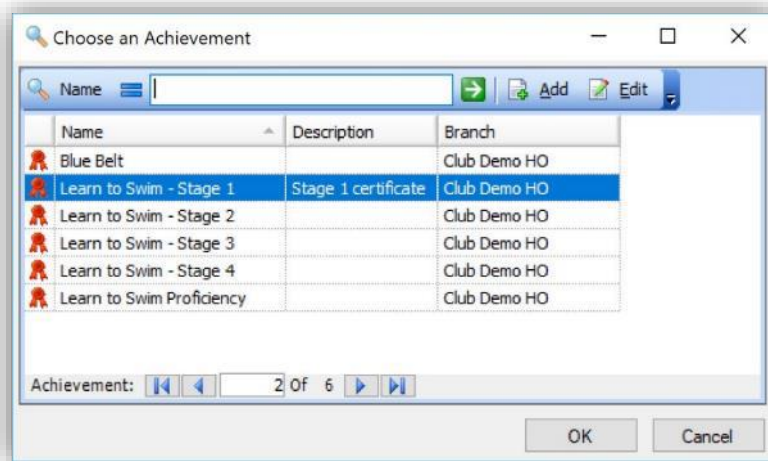 Choose an Achievement
Name Add Edit
Name Description Branch
Blue Belt Club Demo HO
Learn to Swim - Stage 1 Stage 1 certificate Club Demo HO
Learn to Swim - Stage 2 Club Demo HO
Learn to Swim - Stage 3 Club Demo HO
Learn to Swim - Stage 4 Club Demo HO
Learn to Swim Proficiency Club Demo HO
Achievement: 2 Of 6
OK Cancel